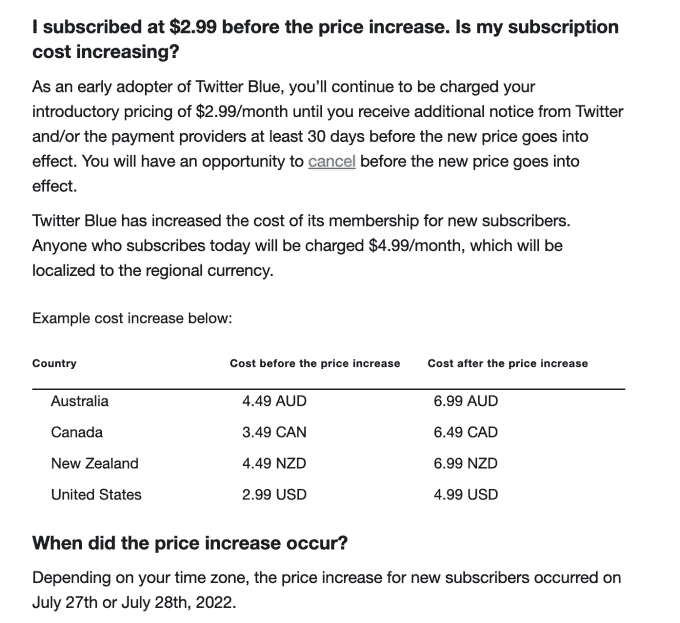 I subscribed at $2.99 before the price increase. Is my subscription
cost increasing?
As an early adopter of Twitter Blue, you’ll continue to be charged your
introductory pricing of $2.99/month until you receive additional notice from Twitter
and/or the payment providers at least 30 days before the new price goes into
effect. You will have an opportunity to cancel before the new price goes into
effect.
Twitter Blue has increased the cost of its membership for new subscribers.
Anyone who subscribes today will be charged $4.99/month, which will be
localized to the regional currency.
Example cost increase below:
Country Cost before the price increase Cost after the price increase
Australia 4.49 AUD 6.99 AUD
Canada 3.49 CAN 6.49 CAD
New Zealand 4.49 NZD 6.99 NZD
United States 2.99 USD 4.99 USD
When did the price increase occur?
Depending on your time zone, the price increase for new subscribers occurred on
July 27th or July 28th, 2022.